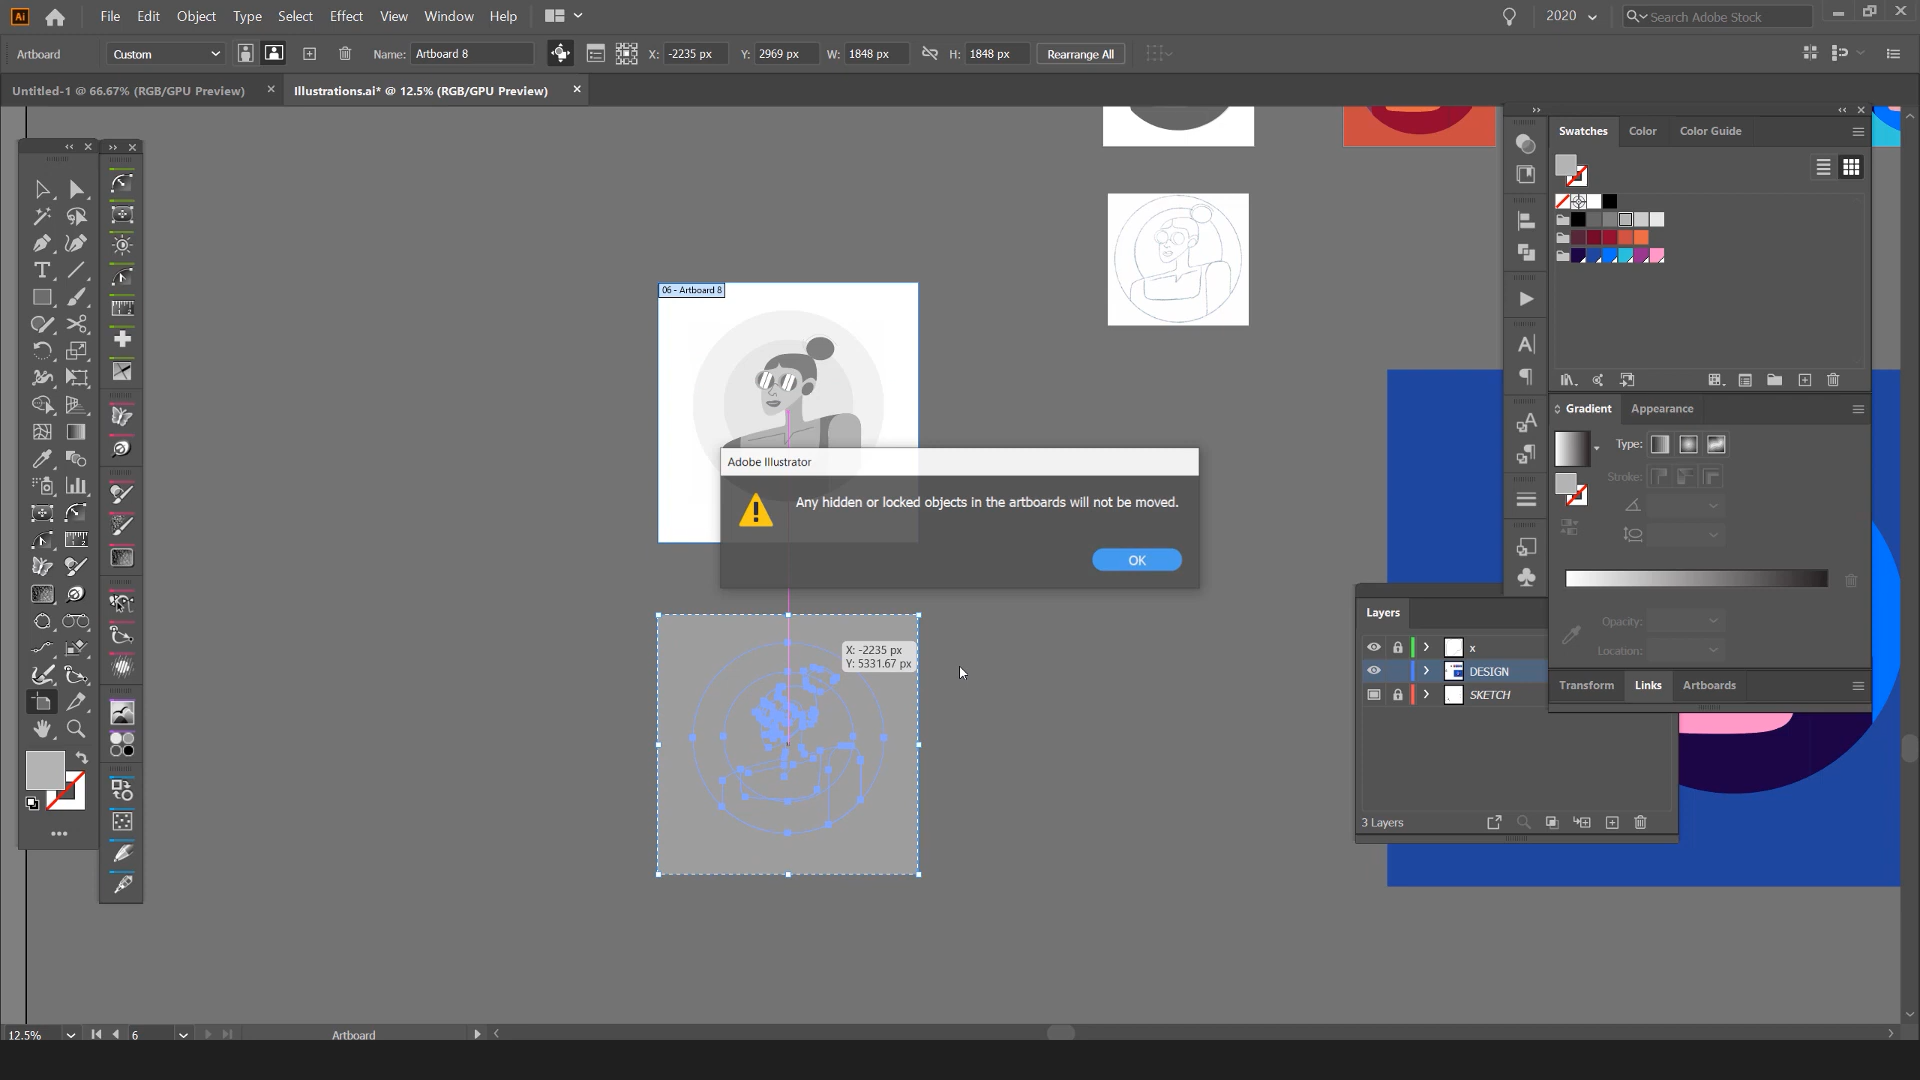 Ai File Edit Object Type Select Effect View Window Help 2020 Search Adobe Stock
Artboard Custom Name: Artboard 8 X: -2235 px Y: 2969 px W: 1848 px H: 1848 px Rearrange All
Untitled-1 @ 66.67% (RGB/GPU Preview) Illustrations.ai* @ 12.5% (RGB/GPU Preview)
Swatches Color Color Guide
06 - Artboard 8
Gradient Appearance
Type:
Stroke:
Adobe Illustrator
Any hidden or locked objects in the artboards will not be moved.
OK
Opacity:
Location:
Layers
x
DESIGN
SKETCH
3 Layers
Transform Links Artboards
X: -2235 px
Y: 5331.67 px
12.5% 6 Artboard